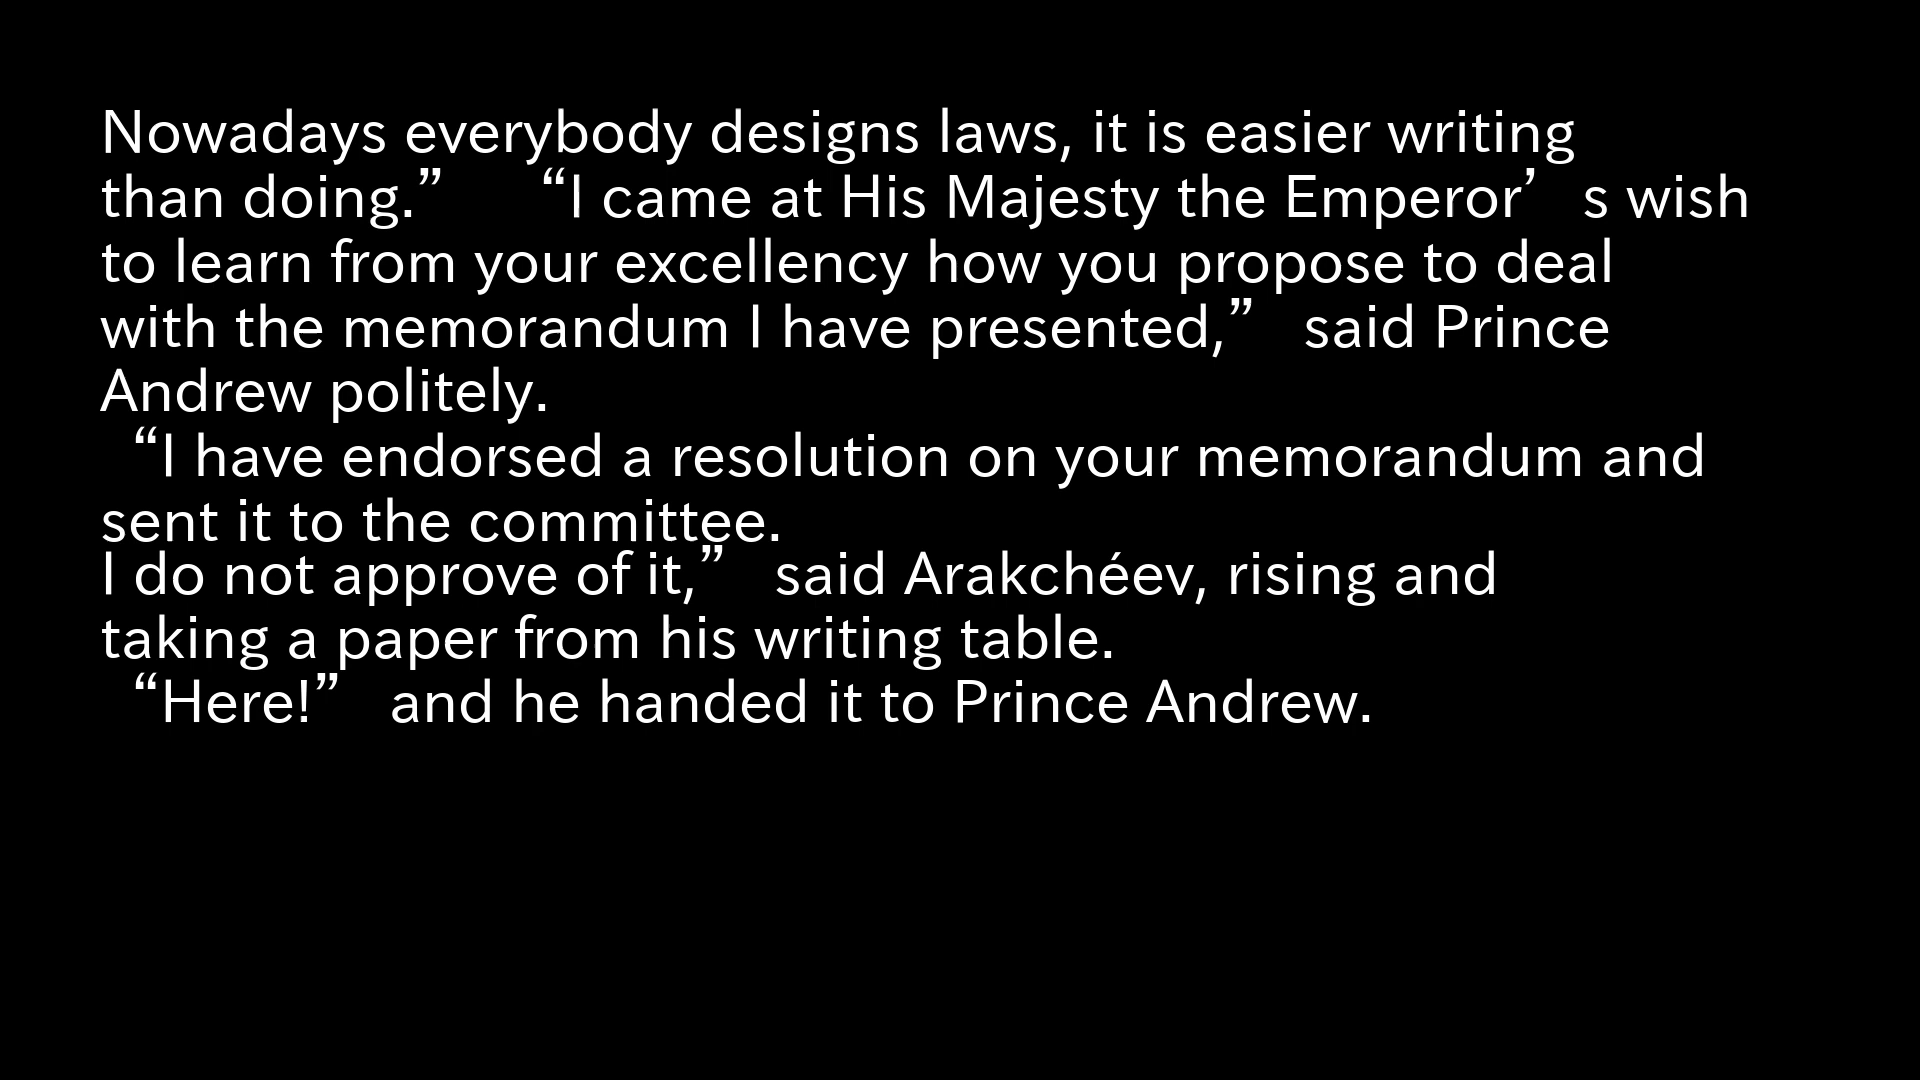 Nowadays everybody designs laws, it is easier writing
than doing.” “I came at His Majesty the Emperor’s wish
to learn from your excellency how you propose to deal
with the memorandum I have presented,” said Prince
Andrew politely.
“I have endorsed a resolution on your memorandum and
sent it to the committee.
I do not approve of it,” said Arakchéev, rising and
taking a paper from his writing table.
“Here!” and he handed it to Prince Andrew.